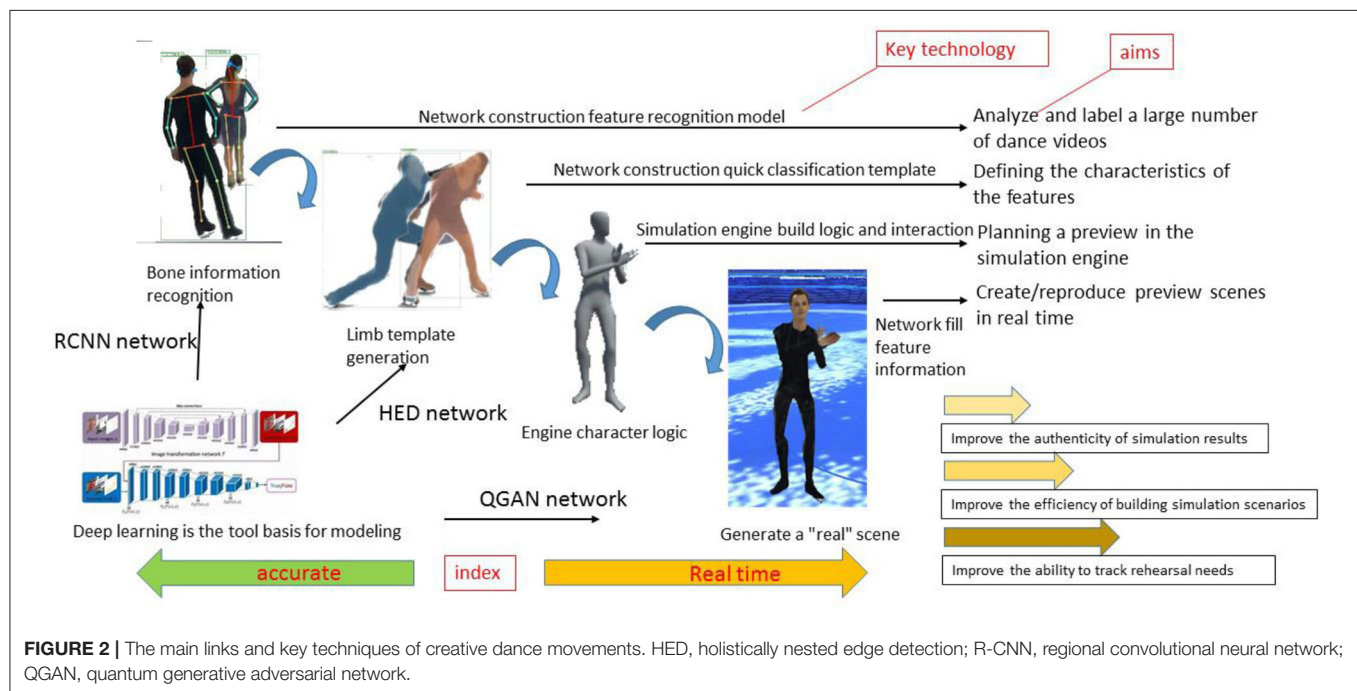 Key technology
aims
Network construction feature recognition model
Analyze and label a large number
of dance videos
Network construction quick classification template
Defining the characteristics of
the features
Simulation engine build logic and interaction
Planning a preview in the
simulation engine
Bone information
recognition
Create/reproduce preview scenes
in real time
RCNN network
Limb template
generation
Network fill
feature
information
HED network
Engine character logic
Image transformation network T
True/Fake
Improve the authenticity of simulation results
QGAN network
Improve the efficiency of building simulation scenarios
Deep learning is the tool basis for modeling
Generate a "real" scene
accurate
index
Real time
Improve the ability to track rehearsal needs
FIGURE 2 | The main links and key techniques of creative dance movements. HED, holistically nested edge detection; R-CNN, regional convolutional neural network;
QGAN, quantum generative adversarial network.